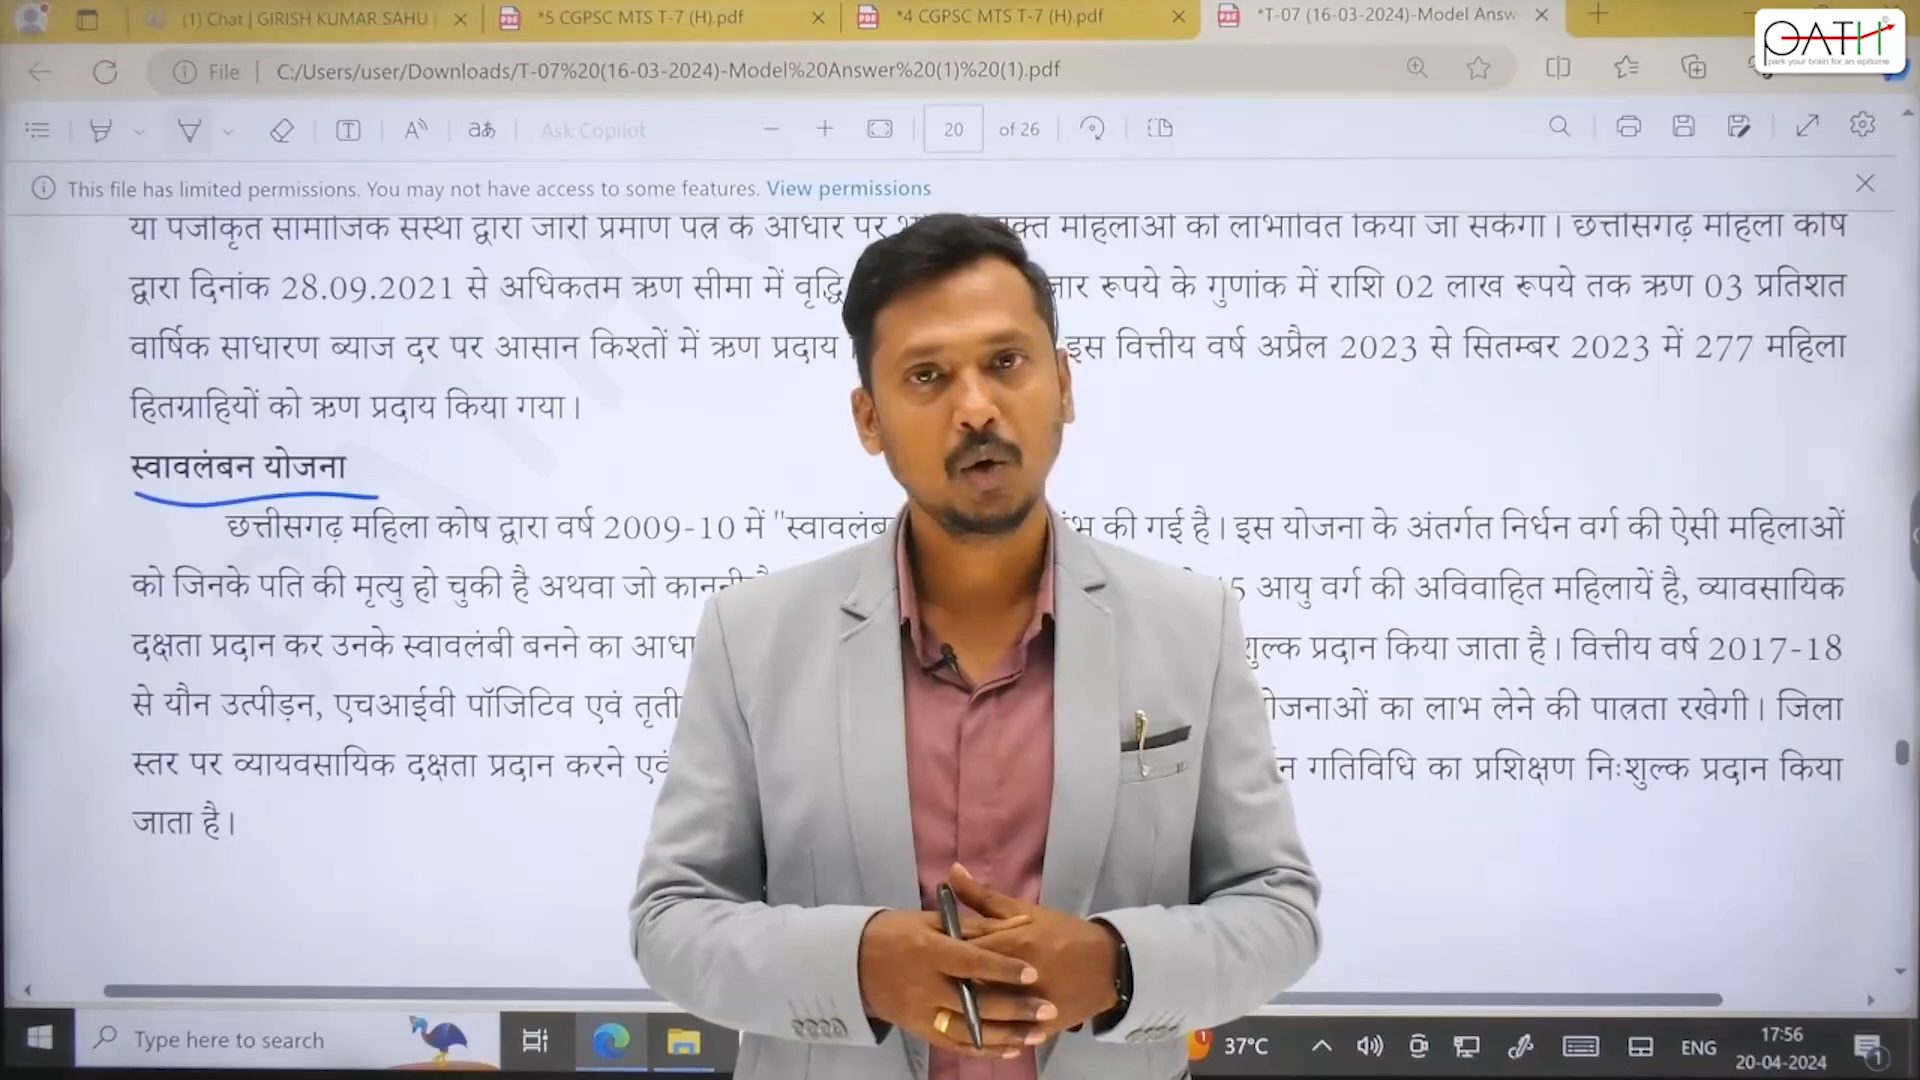 (1) Chat | GIRISH KUMAR SAHU |
*5 CGPSC MTS T-7 (H).pdf
*4 CGPSC MTS T-7 (H).pdf
*T-07 (16-03-2024)-Model Answ
OATH
park your brain for an epitome
File
C:/Users/user/Downloads/T-07%20(16-03-2024)-Model%20Answer%20(1)%20(1).pdf
Ask Copilot
20 of 26
This file has limited permissions. You may not have access to some features. View permissions
या पंजीकृत सामाजिक संस्था द्वारा जारी प्रमाण पत्र के आधार पर महिलाओं को लाभांवित किया जा सकेगा। छत्तीसगढ़ महिला कोष
द्वारा दिनांक 28.09.2021 से अधिकतम ऋण सीमा में वृद्धि रूपये के गुणांक में राशि 02 लाख रूपये तक ऋण 03 प्रतिशत
वार्षिक साधारण ब्याज दर पर आसान किश्तों में ऋण प्रदाय इस वित्तीय वर्ष अप्रैल 2023 से सितम्बर 2023 में 277 महिला
हितग्राहियों को ऋण प्रदाय किया गया।
स्वावलंबन योजना
छत्तीसगढ़ महिला कोष द्वारा वर्ष 2009-10 में "स्वावलंब की गई है। इस योजना के अंतर्गत निर्धन वर्ग की ऐसी महिलाओं
को जिनके पति की मृत्यु हो चुकी है अथवा जो आयु वर्ग की अविवाहित महिलायें है, व्यावसायिक
दक्षता प्रदान कर उनके स्वावलंबी बनने का प्रदान किया जाता है। वित्तीय वर्ष 2017-18
से यौन उत्पीड़न, एचआईवी पॉजिटिव एवं का लाभ लेने की पात्रता रखेगी। जिला
स्तर पर व्यायवसायिक दक्षता प्रदान करने गतिविधि का प्रशिक्षण निःशुल्क प्रदान किया
जाता है।
Type here to search
37°C
ENG
17:56
20-04-2024
1